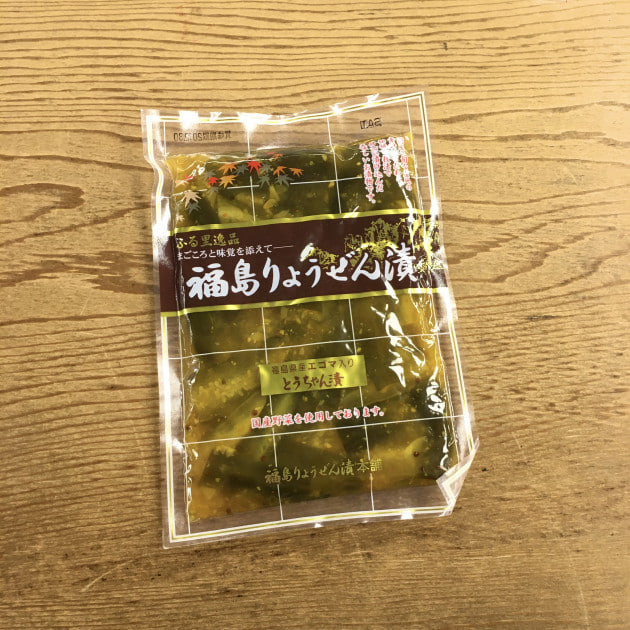 ふる里逸品
まごころと味覚を添えて──
福島りょうぜん漬
福島県産エゴマ入り
とうちゃん漬
国産野菜を使用しております。
福島りょうぜん漬本舗